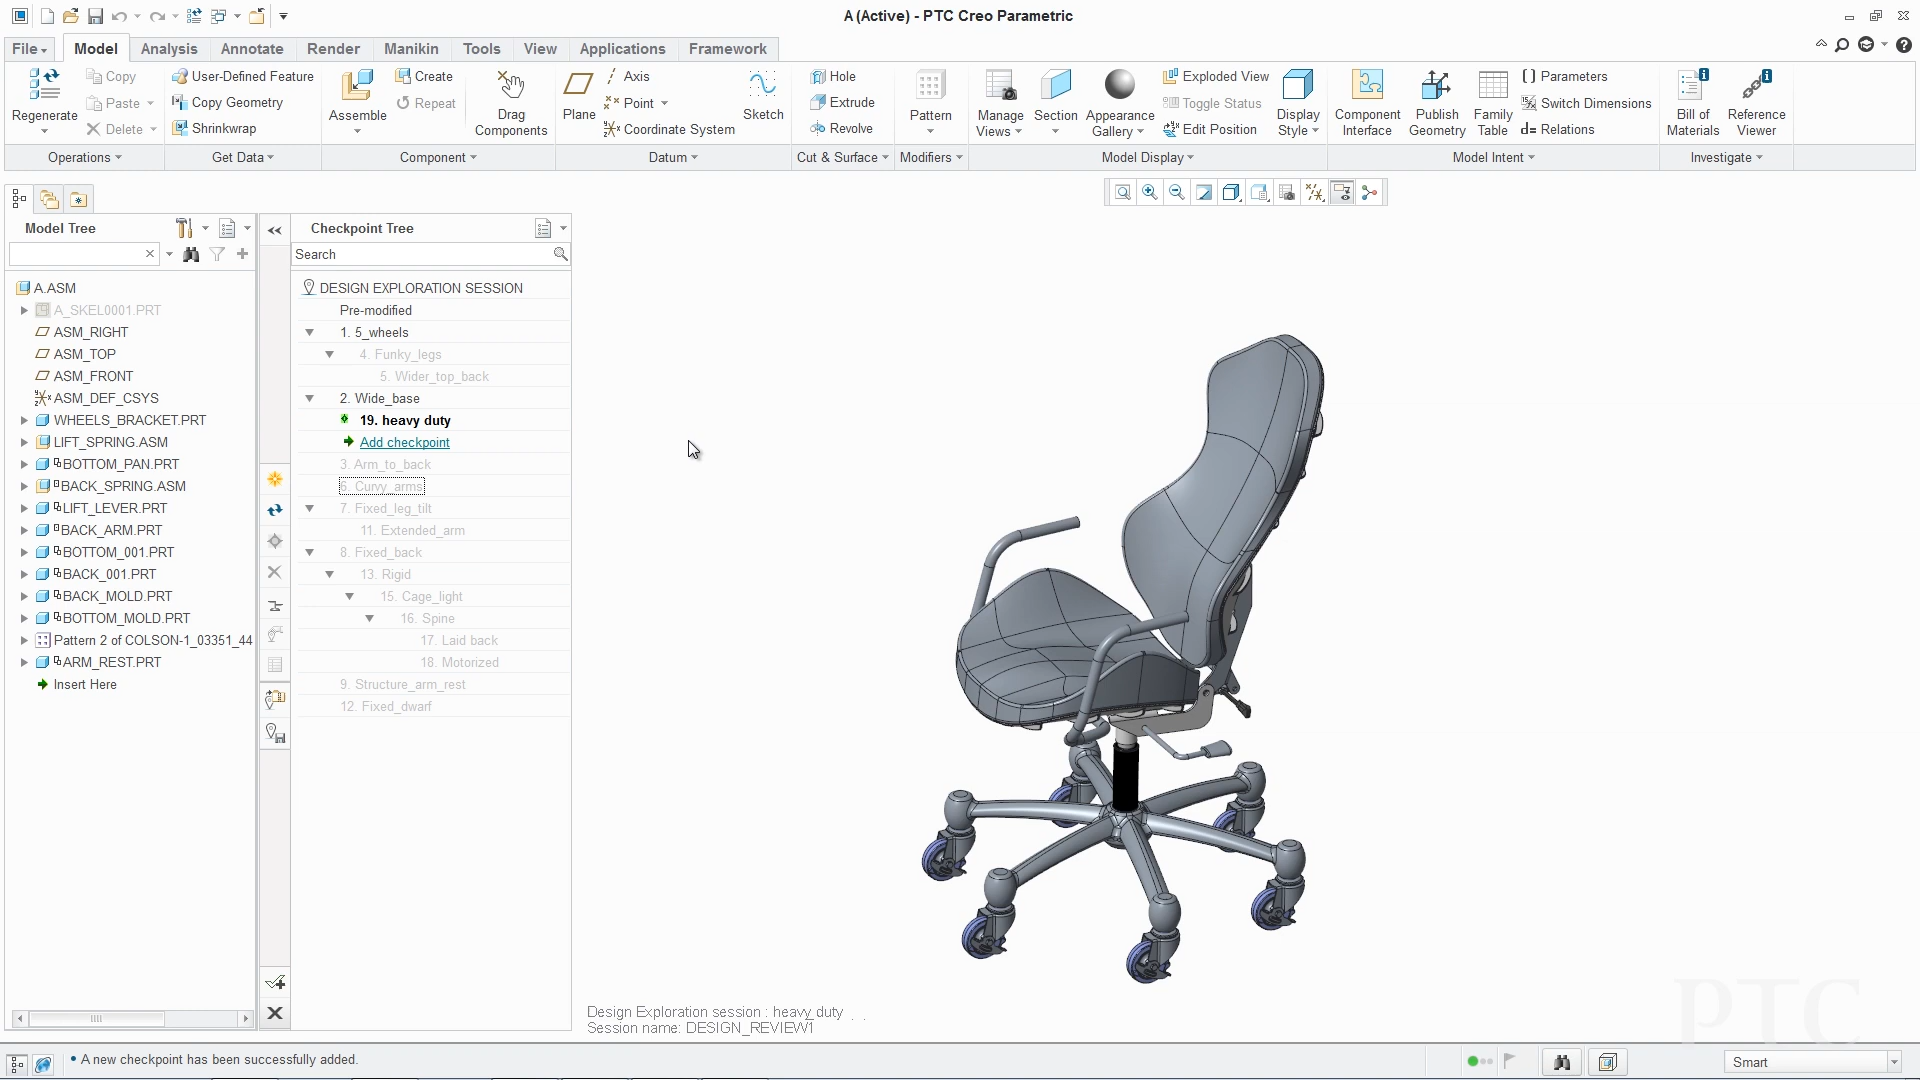 A (Active) - PTC Creo Parametric
File Model Analysis Annotate Render Manikin Tools View Applications Framework
Regenerate
Copy
Paste
Delete
Operations
User-Defined Feature
Copy Geometry
Shrinkwrap
Get Data
Assemble
Create
Repeat
Drag
Components
Component
Plane
Axis
Point
Coordinate System
Sketch
Datum
Hole
Extrude
Revolve
Cut & Surface
Pattern
Modifiers
Manage
Views
Section
Appearance
Gallery
Exploded View
Toggle Status
Edit Position
Display
Style
Model Display
Component
Interface
Publish
Geometry
Family
Table
Parameters
Switch Dimensions
d= Relations
Model Intent
Bill of
Materials
Reference
Viewer
Investigate
Model Tree
A.ASM
A_SKEL0001.PRT
ASM_RIGHT
ASM_TOP
ASM_FRONT
ASM_DEF_CSYS
WHEELS_BRACKET.PRT
LIFT_SPRING.ASM
BOTTOM_PAN.PRT
BACK_SPRING.ASM
LIFT_LEVER.PRT
BACK_ARM.PRT
BOTTOM_001.PRT
BACK_001.PRT
BACK_MOLD.PRT
BOTTOM_MOLD.PRT
Pattern 2 of COLSON-1_03351_44
ARM_REST.PRT
Insert Here
Checkpoint Tree
Search
DESIGN EXPLORATION SESSION
Pre-modified
1. 5_wheels
4. Funky_legs
5. Wider_top_back
2. Wide_base
19. heavy duty
Add checkpoint
3. Arm_to_back
6. Curvy_arms
7. Fixed_leg_tilt
11. Extended_arm
8. Fixed_back
13. Rigid
15. Cage_light
16. Spine
17. Laid back
18. Motorized
9. Structure_arm_rest
12. Fixed_dwarf
Design Exploration session : heavy_duty
Session name: DESIGN_REVIEW1
PTC
• A new checkpoint has been successfully added.
Smart